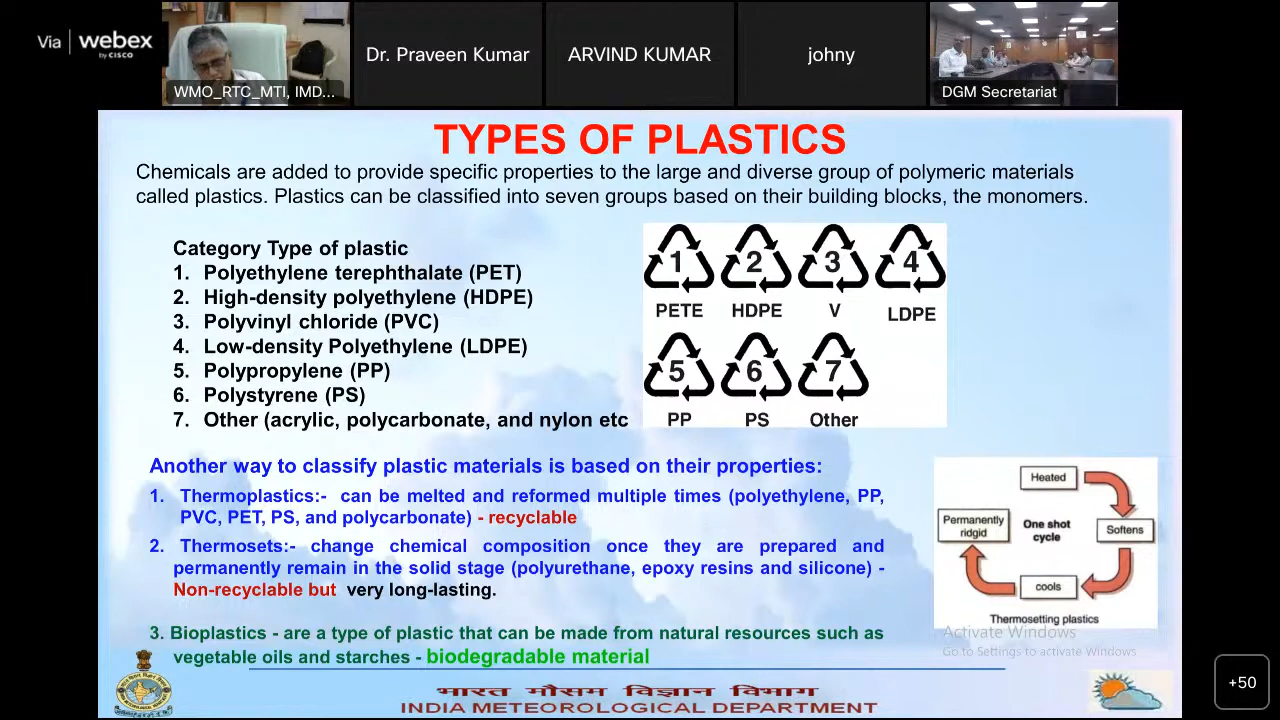 Via webex
by CISCO
WMO_RTC_MTI, IMD...
Dr. Praveen Kumar
ARVIND KUMAR
johny
DGM Secretariat
TYPES OF PLASTICS
Chemicals are added to provide specific properties to the large and diverse group of polymeric materials
called plastics. Plastics can be classified into seven groups based on their building blocks, the monomers.
Category Type of plastic
1. Polyethylene terephthalate (PET)
2. High-density polyethylene (HDPE)
3. Polyvinyl chloride (PVC)
4. Low-density Polyethylene (LDPE)
5. Polypropylene (PP)
6. Polystyrene (PS)
7. Other (acrylic, polycarbonate, and nylon etc
1 2 3 4
PETE HDPE V LDPE
5 6 7
PP PS Other
Another way to classify plastic materials is based on their properties:
1. Thermoplastics:- can be melted and reformed multiple times (polyethylene, PP,
PVC, PET, PS, and polycarbonate) - recyclable
2. Thermosets:- change chemical composition once they are prepared and
permanently remain in the solid stage (polyurethane, epoxy resins and silicone) -
Non-recyclable but very long-lasting.
3. Bioplastics - are a type of plastic that can be made from natural resources such as
vegetable oils and starches - biodegradable material
Heated
Permanently
ridgid
One shot
cycle
Softens
cools
Thermosetting plastics
Activate Windows
Go to Settings to activate Windows
भारत मौसम विज्ञान विभाग
INDIA METEOROLOGICAL DEPARTMENT
+50